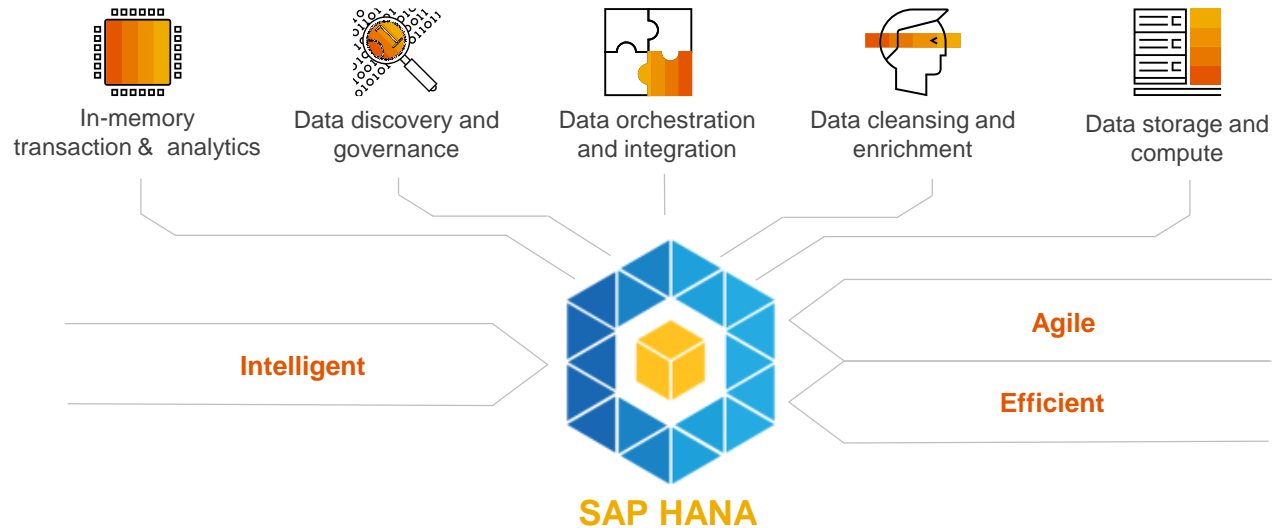 In-memory
transaction & analytics
Data discovery and
governance
Data orchestration
and integration
Data cleansing and
enrichment
Data storage and
compute
Intelligent
Agile
Efficient
SAP HANA